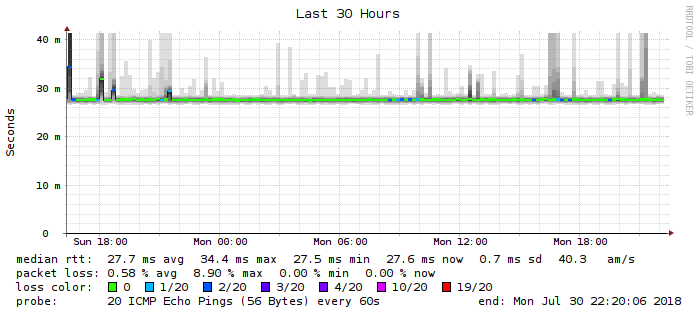 Last 30 Hours
RRDTOOL / TOBI OETIKER
Seconds
40 m
30 m
20 m
10 m
0
Sun 18:00 Mon 00:00 Mon 06:00 Mon 12:00 Mon 18:00
median rtt: 27.7 ms avg 34.4 ms max 27.5 ms min 27.6 ms now 0.7 ms sd 40.3 am/s
packet loss: 0.58 % avg 8.90 % max 0.00 % min 0.00 % now
loss color: 0 1/20 2/20 3/20 4/20 10/20 19/20
probe: 20 ICMP Echo Pings (56 Bytes) every 60s end: Mon Jul 30 22:20:06 2018